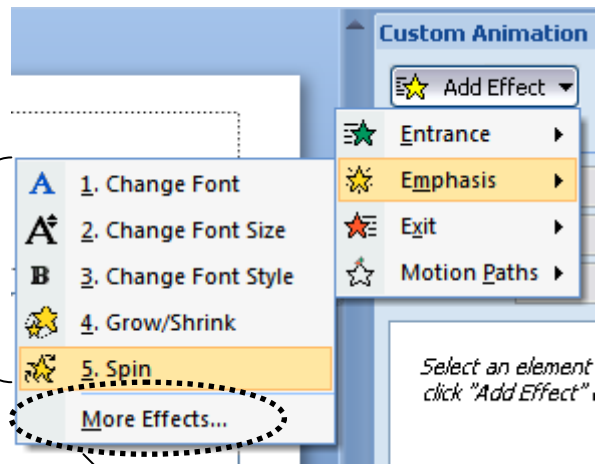 Custom Animation
Add Effect
Entrance
Emphasis
Exit
Motion Paths
1. Change Font
2. Change Font Size
3. Change Font Style
4. Grow/Shrink
5. Spin
More Effects...
Select an element
click "Add Effect"